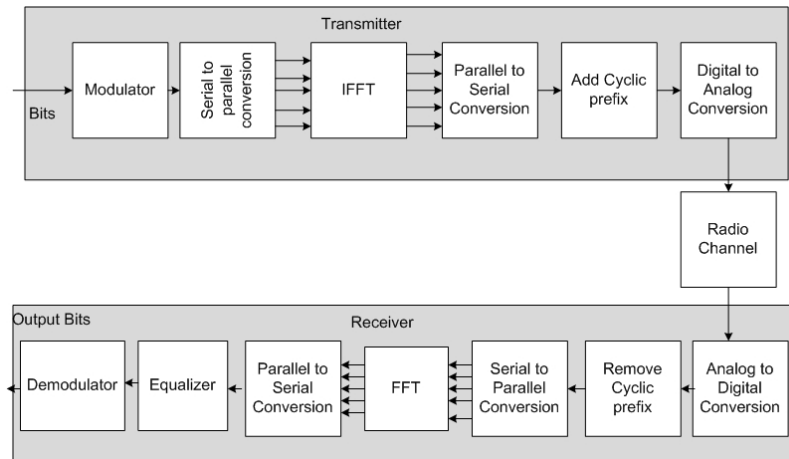 Transmitter
Bits
Modulator
Serial to
parallel
conversion
IFFT
Parallel to
Serial
Conversion
Add Cyclic
prefix
Digital to
Analog
Conversion
Radio
Channel
Output Bits
Receiver
Demodulator
Equalizer
Parallel to
Serial
Conversion
FFT
Serial to
Parallel
Conversion
Remove
Cyclic
prefix
Analog to
Digital
Conversion